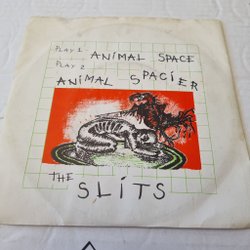 PLAY 1 ANIMAL SPACE
PLAY 2
ANIMAL SPACIER
THE SLITS